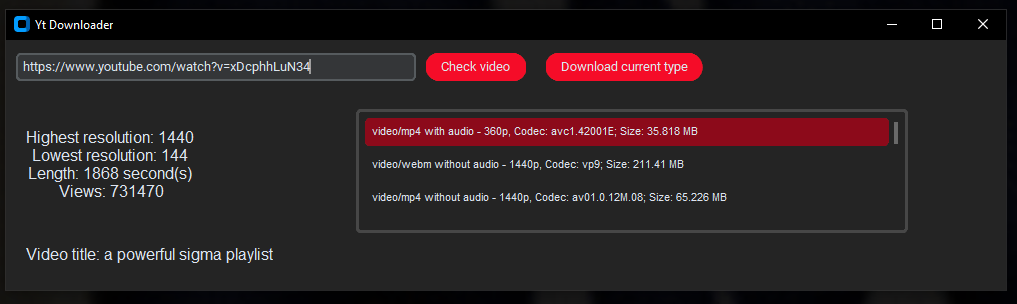 Yt Downloader
https://www.youtube.com/watch?v=xDcphhLuN34
Check video
Download current type
Highest resolution: 1440
Lowest resolution: 144
Length: 1868 second(s)
Views: 731470
video/mp4 with audio - 360p, Codec: avc1.42001E; Size: 35.818 MB
video/webm without audio - 1440p, Codec: vp9; Size: 211.41 MB
video/mp4 without audio - 1440p, Codec: av01.0.12M.08; Size: 65.226 MB
Video title: a powerful sigma playlist